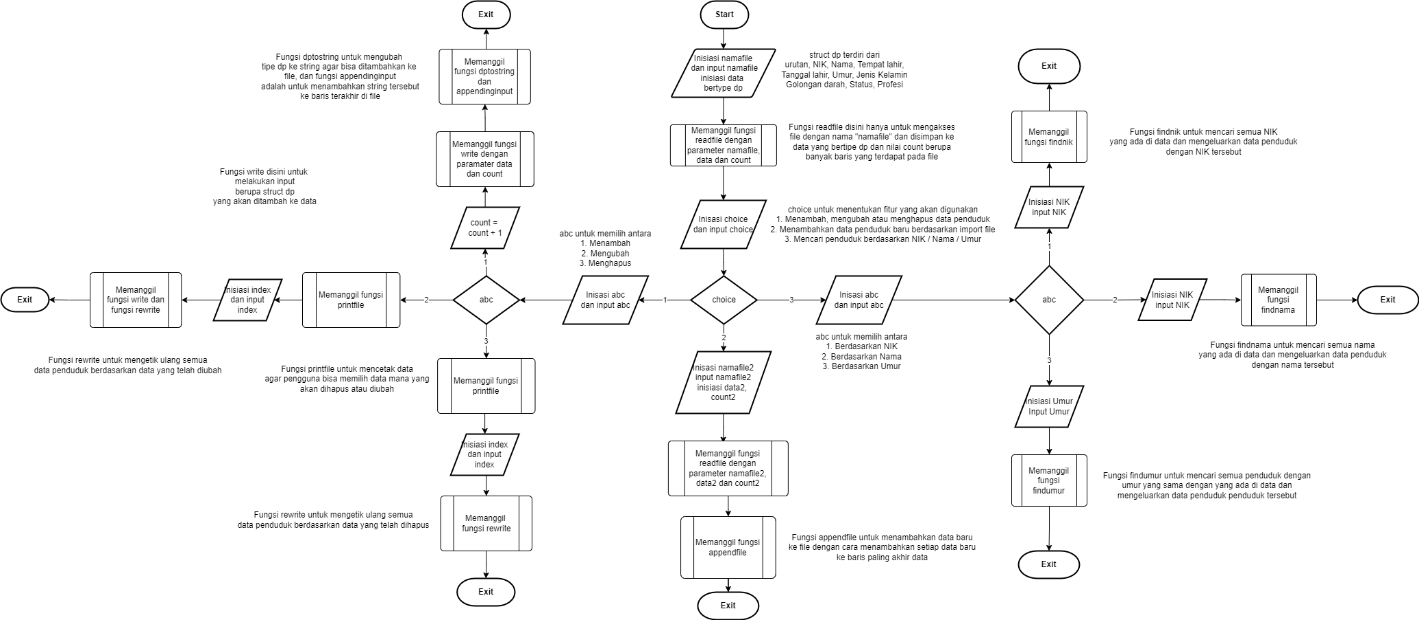 Start
Inisiasi namafile
dan input namafile
inisiasi data
bertype dp
struct dp terdiri dari
urutan, NIK, Nama, Tempat lahir,
Tanggal lahir, Umur, Jenis Kelamin
Golongan darah, Status, Profesi
Memanggil fungsi
readfile dengan
parameter namafile,
data dan count
Fungsi readfile disini hanya untuk mengakses
file dengan nama "namafile" dan disimpan ke
data yang bertipe dp dan nilai count berupa
banyak baris yang terdapat pada file
Inisasi choice
dan input choice
choice untuk menentukan fitur yang akan digunakan
1. Menambah, mengubah atau menghapus data penduduk
2. Menambahkan data penduduk baru berdasarkan import file
3. Mencari penduduk berdasarkan NIK / Nama / Umur
choice
1
2
3
abc untuk memilih antara
1. Menambah
2. Mengubah
3. Menghapus
Inisasi abc
dan input abc
abc
1
2
3
count =
count + 1
Memanggil fungsi
write dengan
paramater data
dan count
Fungsi write disini untuk
melakukan input
berupa struct dp
yang akan ditambah ke data
Memanggil
fungsi dptostring
dan
appendinginput
Fungsi dptostring untuk mengubah
tipe dp ke string agar bisa ditambahkan ke
file, dan fungsi appendinginput
adalah untuk menambahkan string tersebut
ke baris terakhir di file
Exit
Memanggil fungsi
printfile
inisiasi index
dan input
index
Memanggil
fungsi write dan
fungsi rewrite
Exit
Fungsi rewrite untuk mengetik ulang semua
data penduduk berdasarkan data yang telah diubah
Fungsi printfile untuk mencetak data
agar pengguna bisa memilih data mana yang
akan dihapus atau diubah
Memanggil fungsi
printfile
inisiasi index
dan input
index
Memanggil
fungsi rewrite
Fungsi rewrite untuk mengetik ulang semua
data penduduk berdasarkan data yang telah dihapus
Exit
Inisasi namafile2
input namafile2
inisiasi data2,
count2
Memanggil fungsi
readfile dengan
parameter namafile2,
data2 dan count2
Memanggil fungsi
appendfile
Fungsi appendfile untuk menambahkan data baru
ke file dengan cara menambahkan setiap data baru
ke baris paling akhir data
Exit
Inisasi abc
dan input abc
abc untuk memilih antara
1. Berdasarkan NIK
2. Berdasarkan Nama
3. Berdasarkan Umur
abc
1
2
3
Inisiasi NIK
input NIK
Memanggil
fungsi findnik
Fungsi findnik untuk mencari semua NIK
yang ada di data dan mengeluarkan data penduduk
dengan NIK tersebut
Exit
Inisiasi NIK
input NIK
Memanggil
fungsi
findnama
Exit
Fungsi findnama untuk mencari semua nama
yang ada di data dan mengeluarkan data penduduk
dengan nama tersebut
Inisiasi Umur
Input Umur
Memanggil
fungsi
findumur
Fungsi findumur untuk mencari semua penduduk dengan
umur yang sama dengan yang ada di data dan
mengeluarkan data penduduk penduduk tersebut
Exit